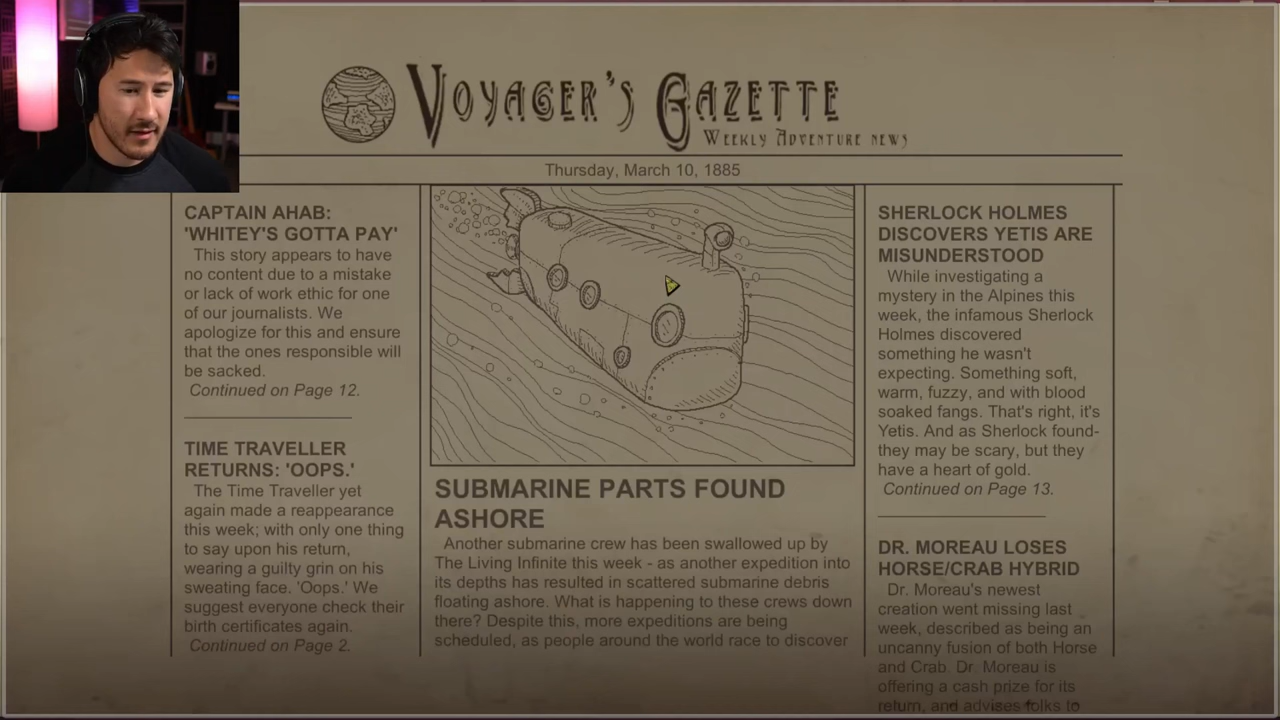 VOYAGER'S GAZETTE
WEEKLY ADVENTURE NEWS
Thursday, March 10, 1885
CAPTAIN AHAB:
'WHITEY'S GOTTA PAY'
This story appears to have
no content due to a mistake
or lack of work ethic for one
of our journalists. We
apologize for this and ensure
that the ones responsible will
be sacked.
Continued on Page 12.
TIME TRAVELLER
RETURNS: 'OOPS.'
The Time Traveller yet
again made a reappearance
this week; with only one thing
to say upon his return,
wearing a guilty grin on his
sweating face. 'Oops.' We
suggest everyone check their
birth certificates again.
Continued on Page 2.
SUBMARINE PARTS FOUND
ASHORE
Another submarine crew has been swallowed up by
The Living Infinite this week - as another expedition into
its depths has resulted in scattered submarine debris
floating ashore. What is happening to these crews down
there? Despite this, more expeditions are being
scheduled, as people around the world race to discover
SHERLOCK HOLMES
DISCOVERS YETIS ARE
MISUNDERSTOOD
While investigating a
mystery in the Alpines this
week, the infamous Sherlock
Holmes discovered
something he wasn't
expecting. Something soft,
warm, fuzzy, and with blood
soaked fangs. That's right, it's
Yetis. And as Sherlock found-
they may be scary, but they
have a heart of gold.
Continued on Page 13.
DR. MOREAU LOSES
HORSE/CRAB HYBRID
Dr. Moreau's newest
creation went missing last
week, described as being an
uncanny fusion of both Horse
and Crab. Dr. Moreau is
offering a cash prize for its
return, and advises folks to